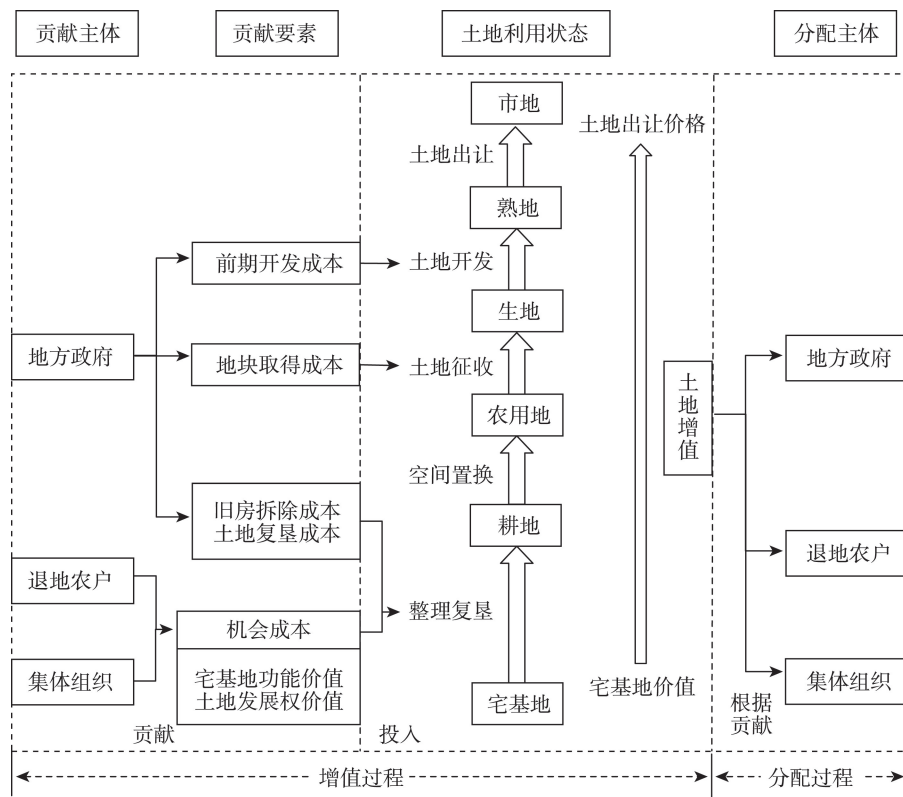 贡献主体
贡献要素
土地利用状态
分配主体
市地
土地出让价格
土地出让
熟地
前期开发成本
土地开发
生地
地方政府
地块取得成本
土地征收
农用地
土地增值
地方政府
空间置换
旧房拆除成本
土地复垦成本
耕地
退地农户
退地农户
机会成本
整理复垦
集体组织
宅基地功能价值
土地发展权价值
宅基地
宅基地价值
集体组织
根据
贡献
贡献
投入
增值过程
分配过程